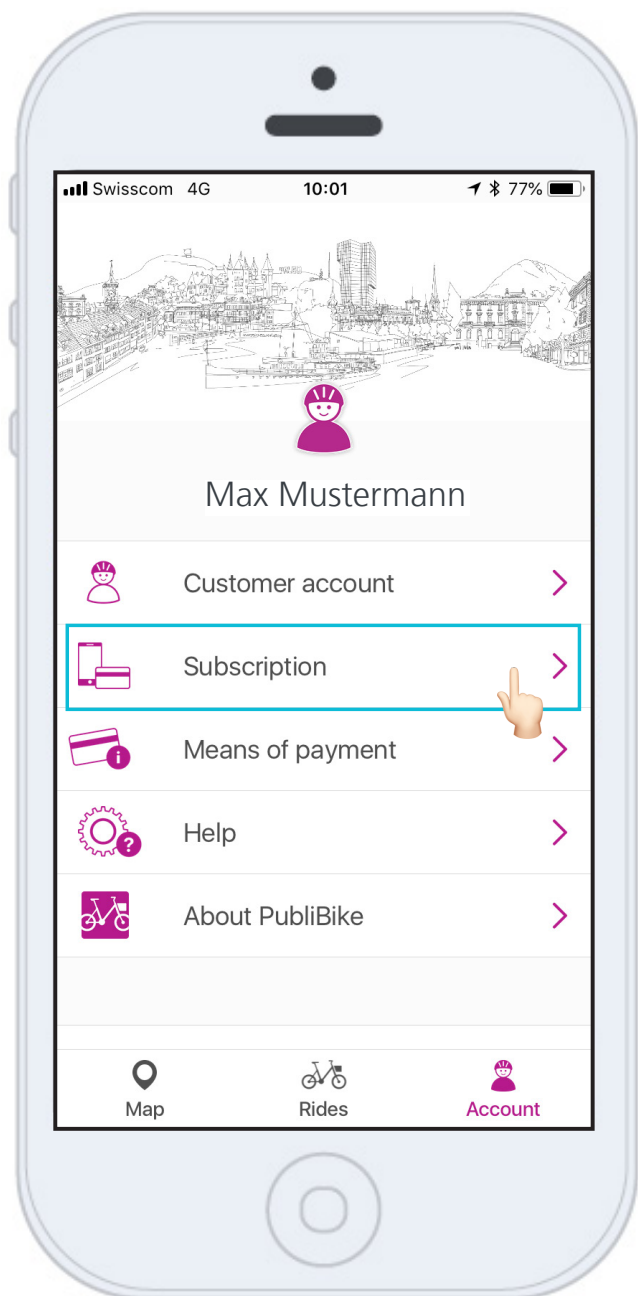 Swisscom 4G 10:01 77%
Max Mustermann
Customer account
Subscription
Means of payment
Help
About PubliBike
Map Rides Account